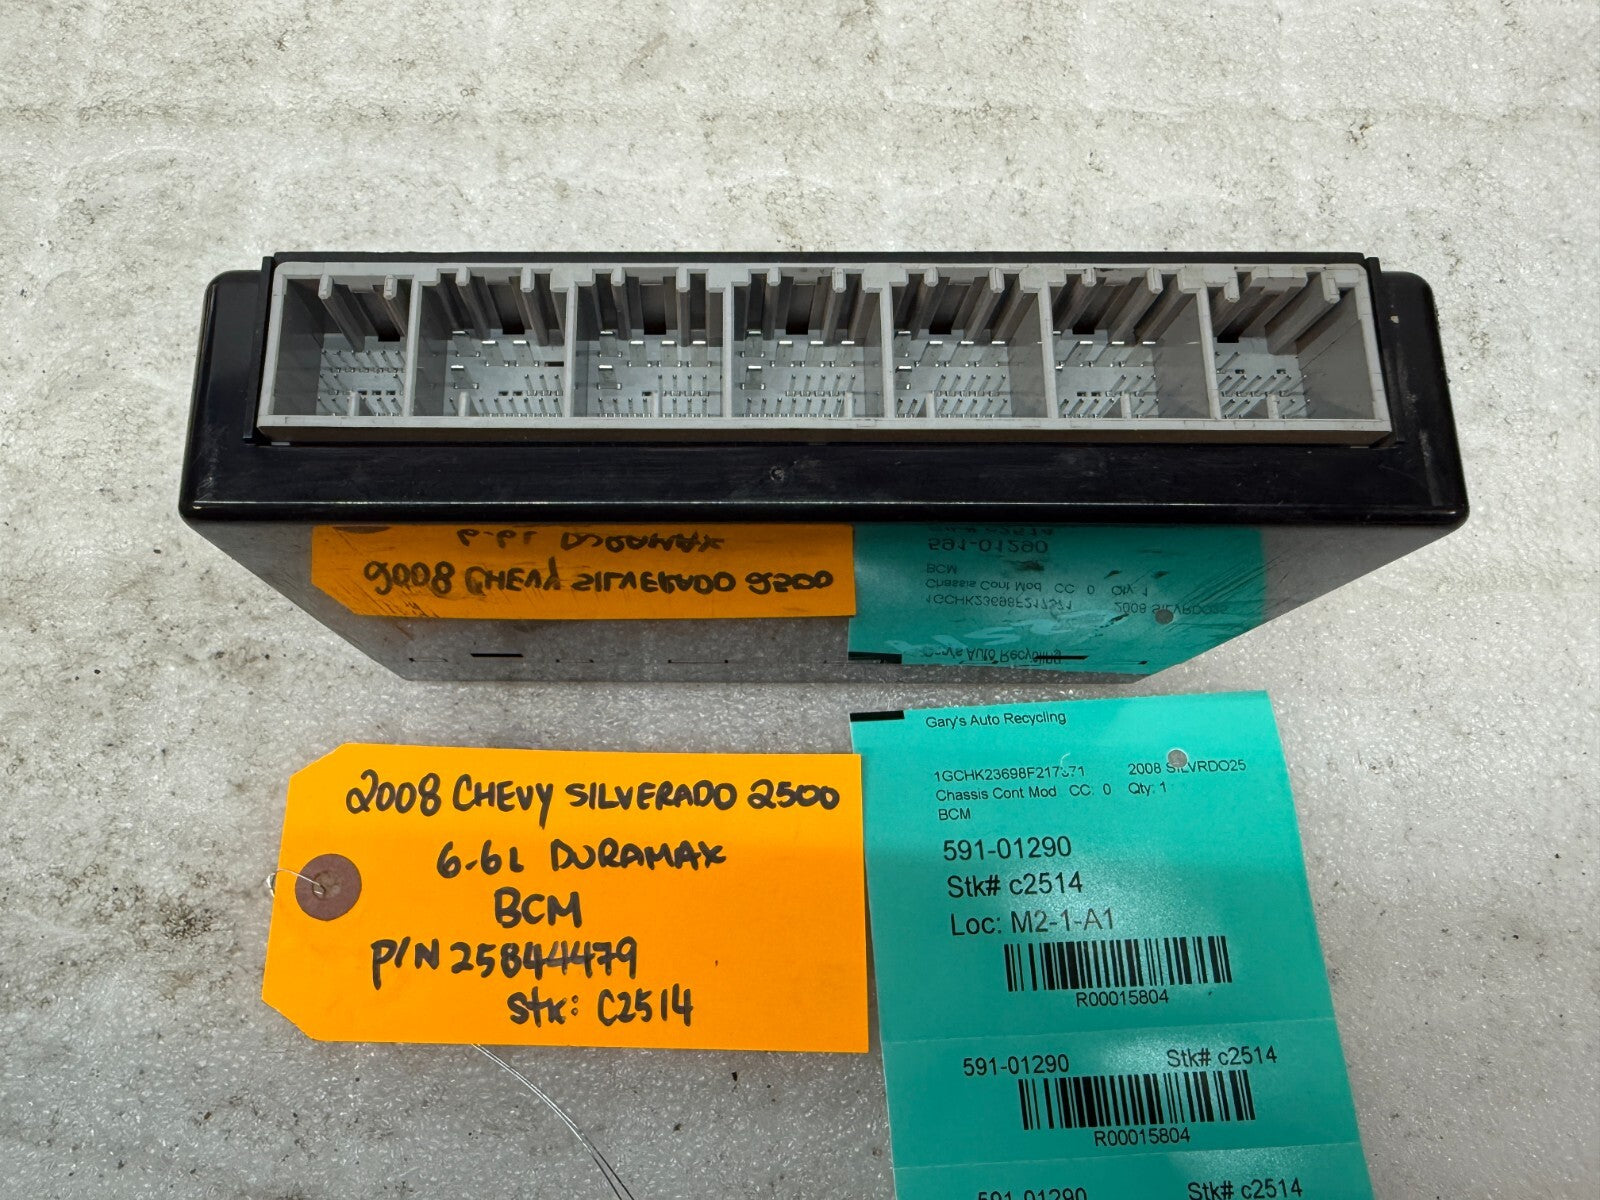 2008 CHEVY SILVERADO 2500
6.6L DURAMAX
BCM
P/N 25844479
Stk: C2514
Gary's Auto Recycling
1GCHK23698F217371 2008 SILVRDO25
Chassis Cont Mod CC: 0 Qty: 1
BCM
591-01290
Stk# c2514
Loc: M2-1-A1
R00015804
591-01290 Stk# c2514
R00015804
591-01290 Stk# c2514